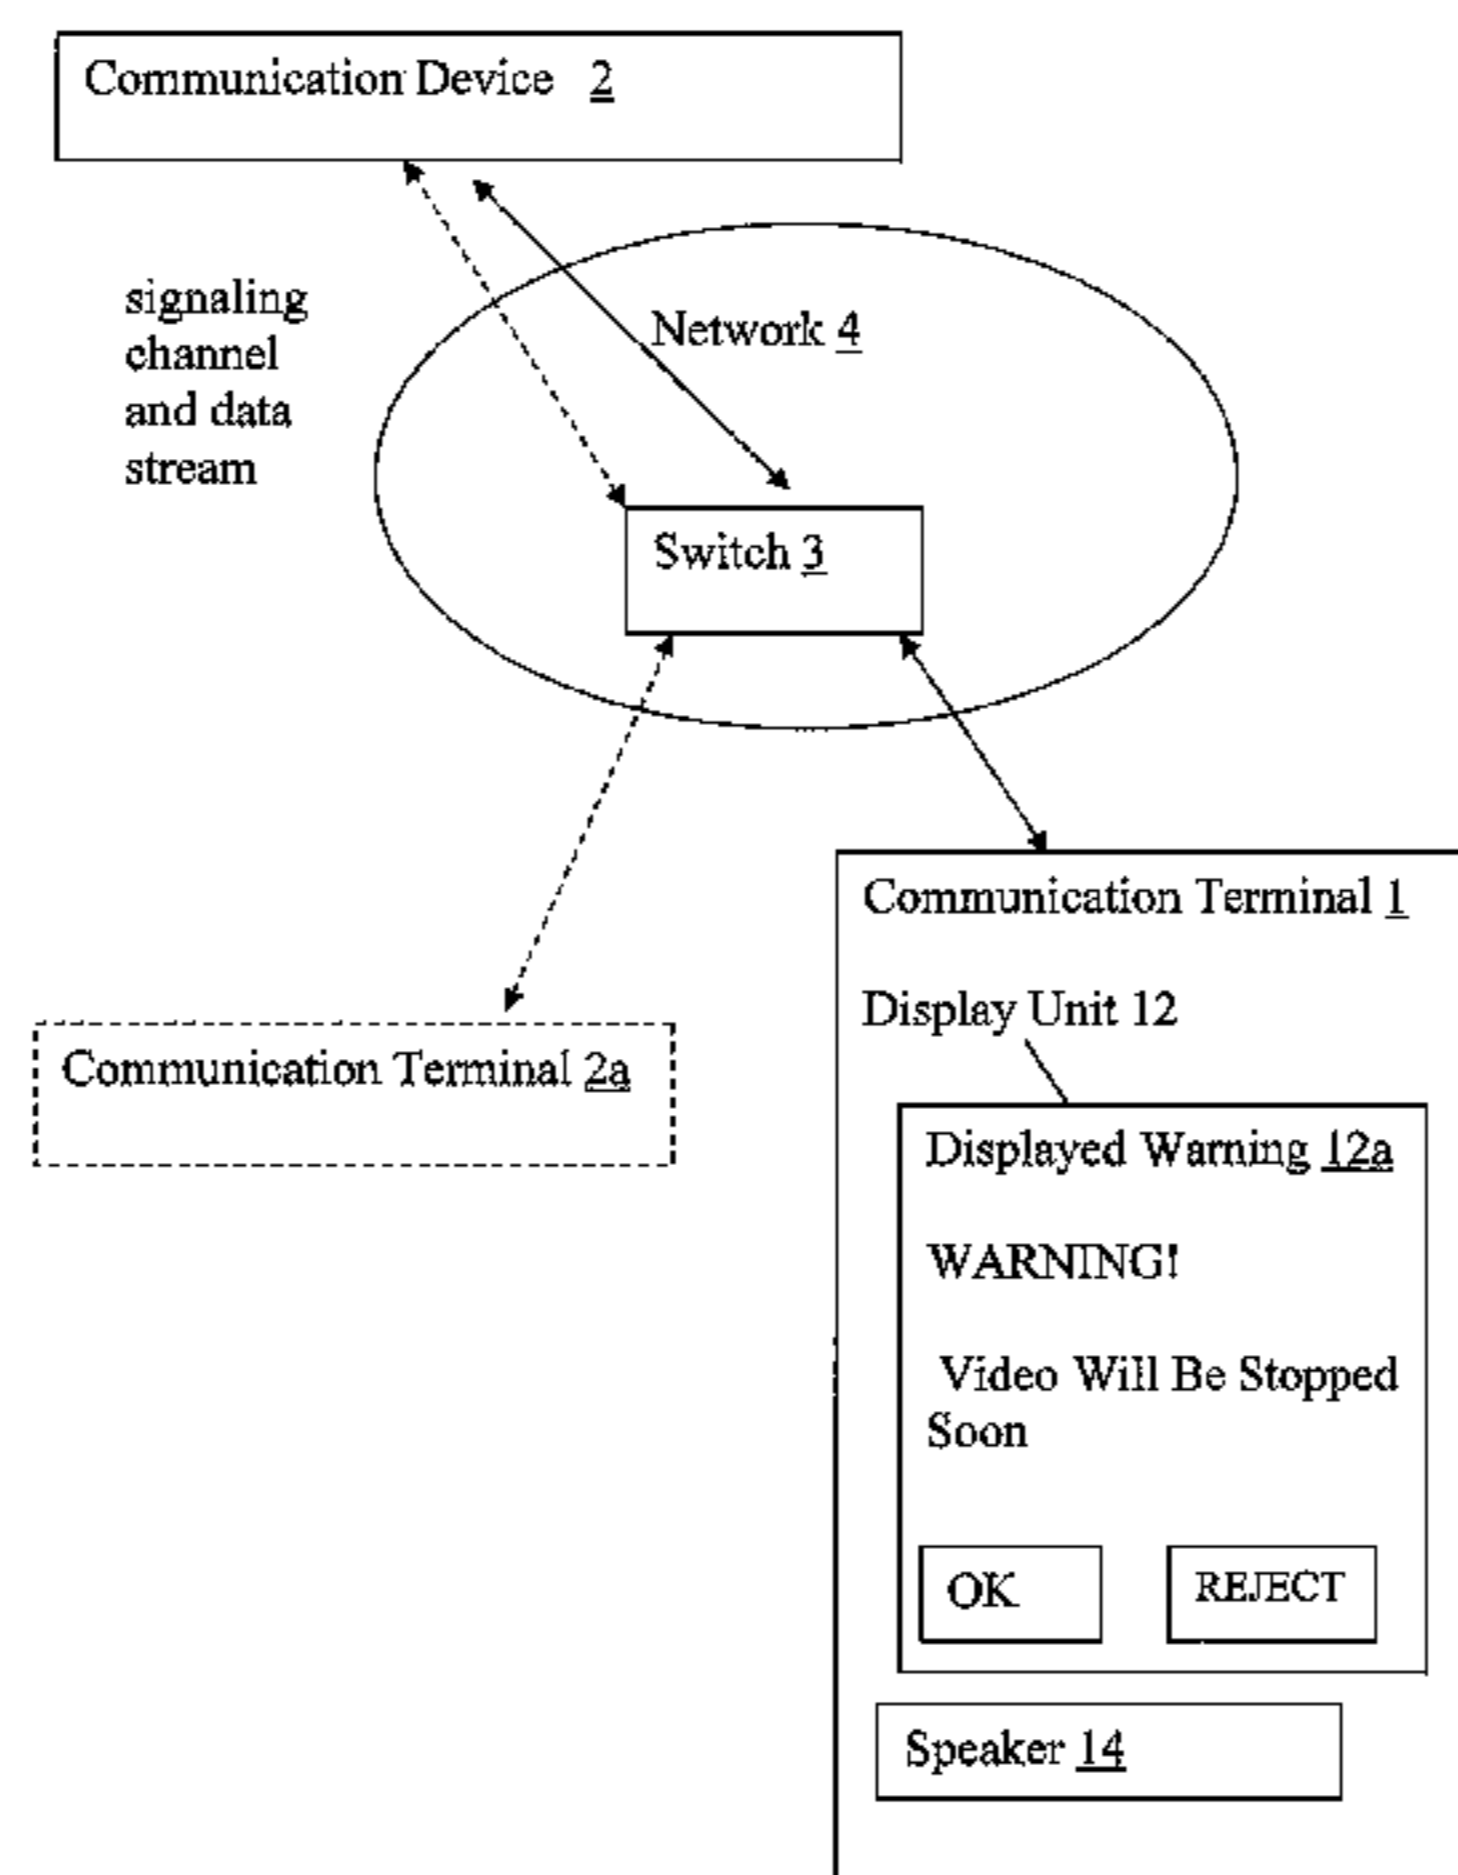 Communication Device 2
signaling
channel
and data
stream
Network 4
Switch 3
Communication Terminal 1
Display Unit 12
Communication Terminal 2a
Displayed Warning 12a
WARNING!
Video Will Be Stopped
Soon
OK
REJECT
Speaker 14